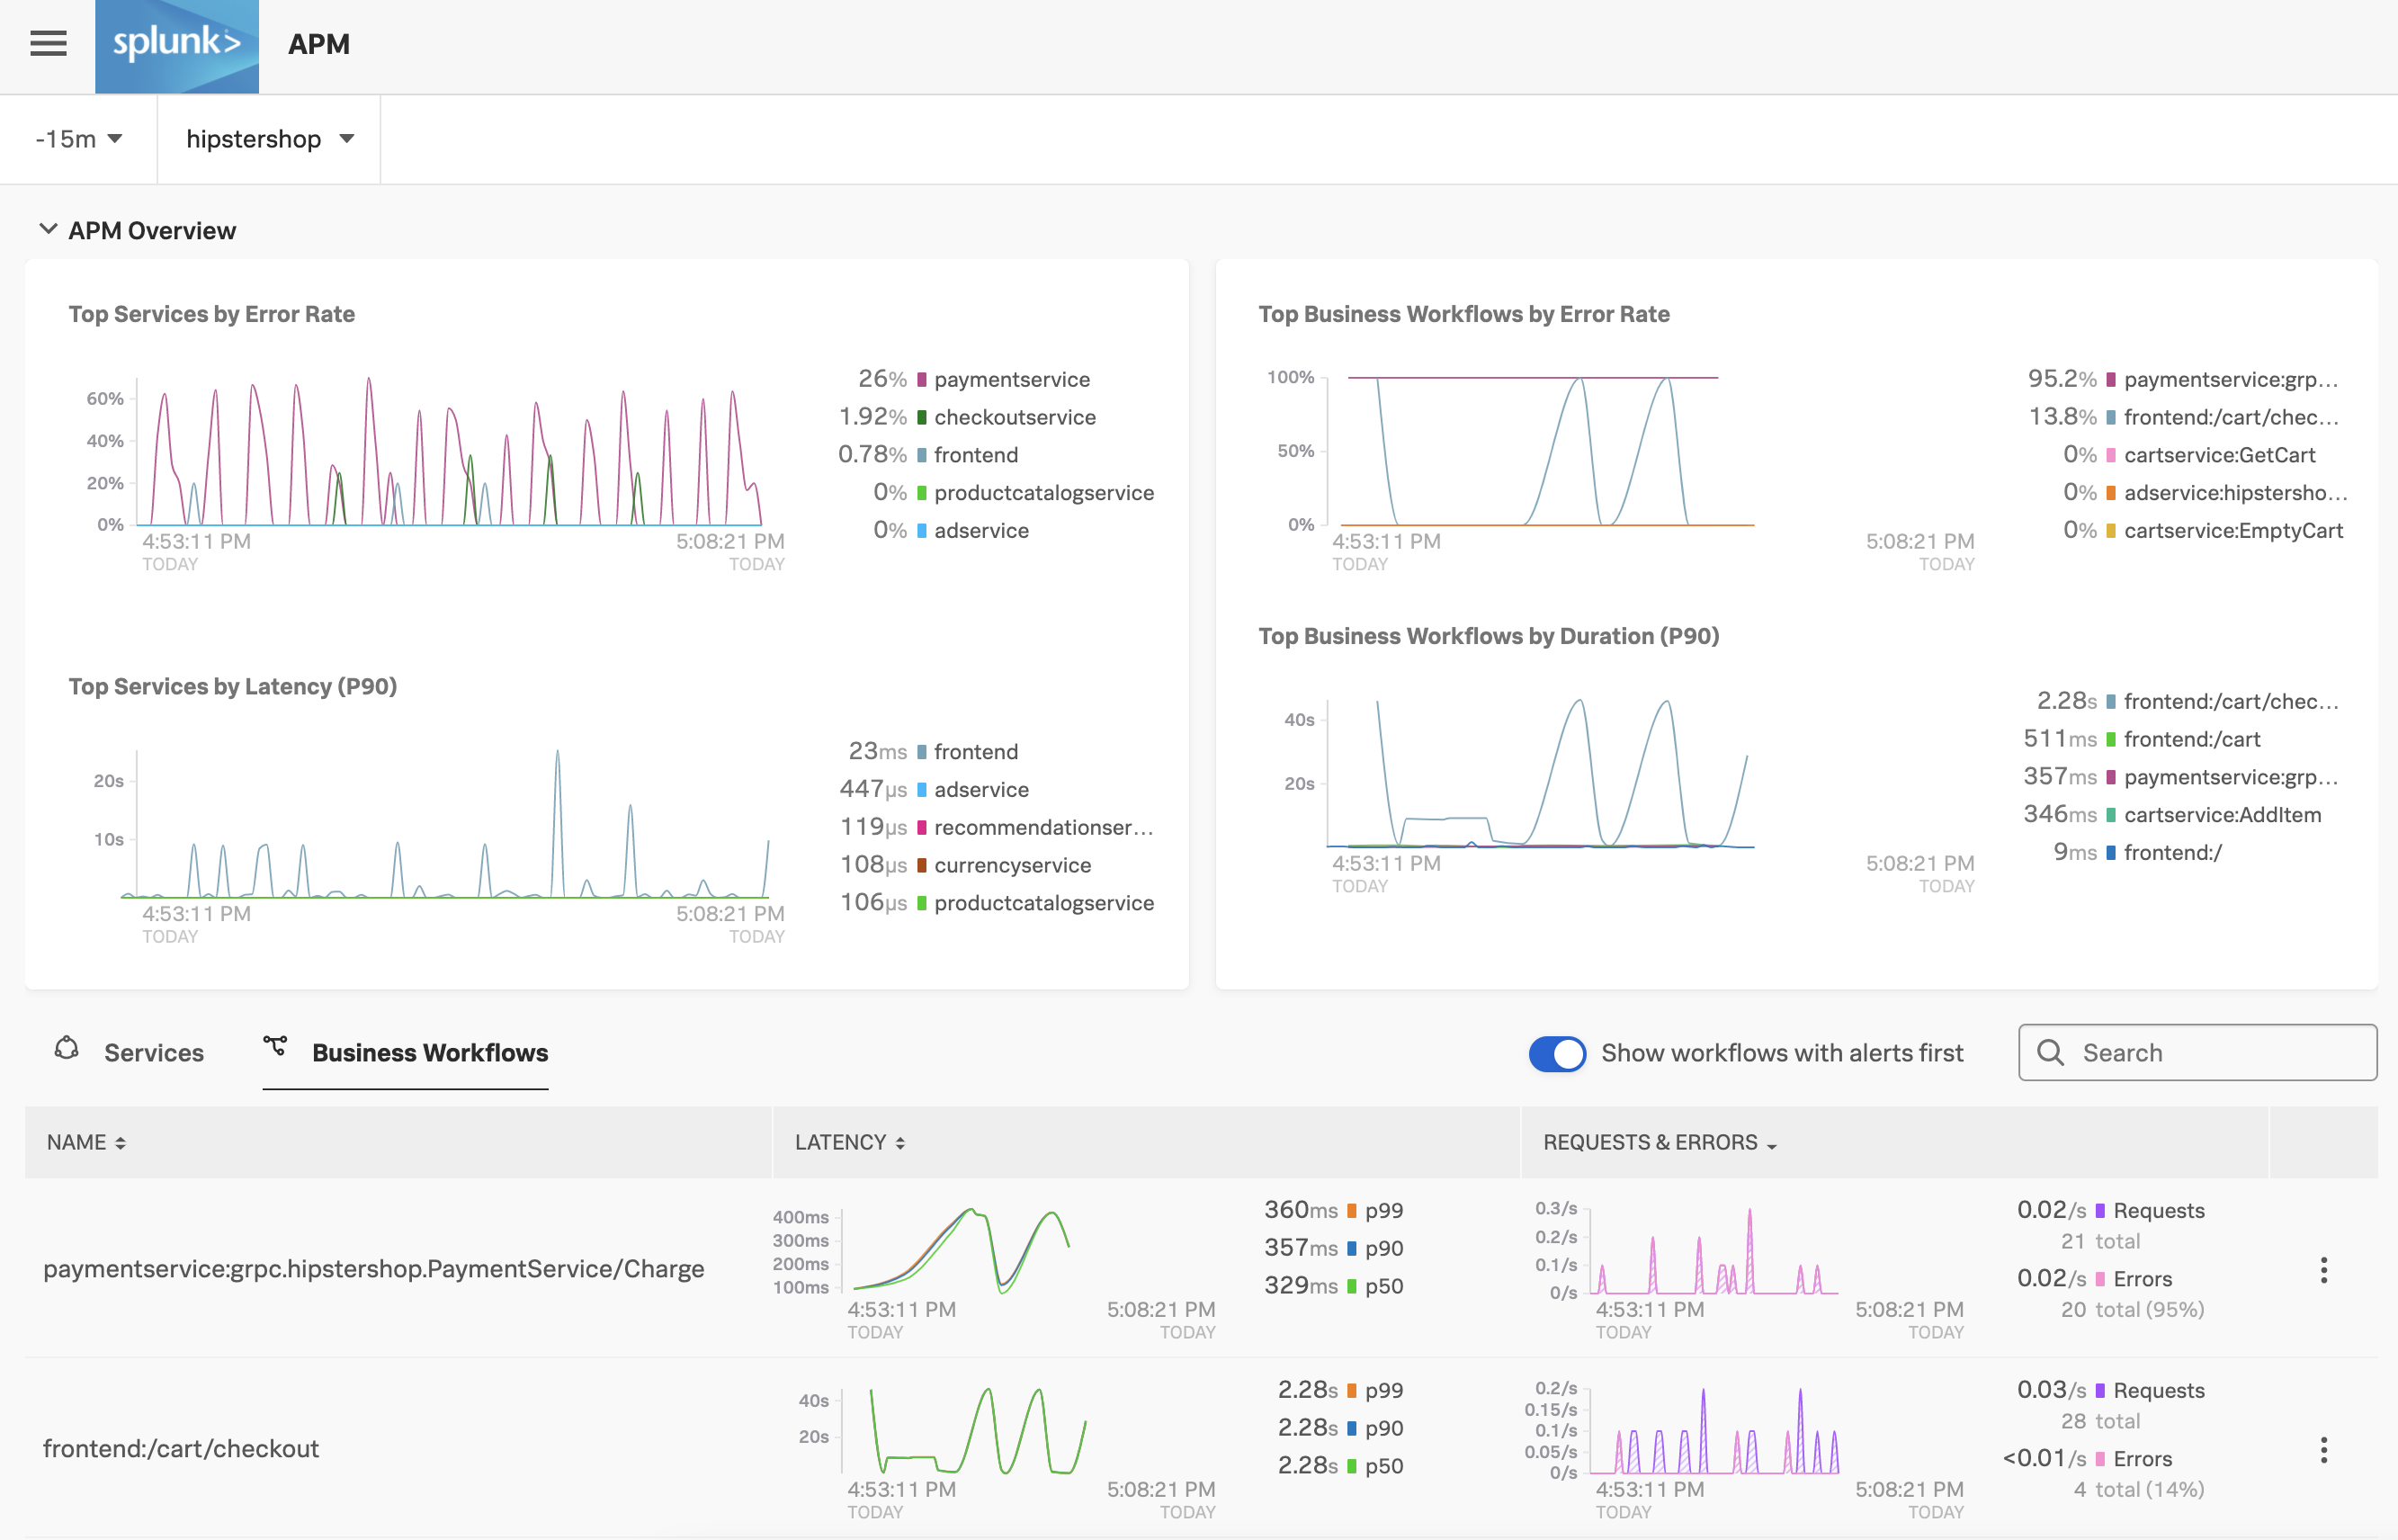 splunk> APM
-15m hipstershop
APM Overview
Top Services by Error Rate
60%
40%
20%
0%
4:53:11 PM
TODAY
5:08:21 PM
TODAY
26% paymentservice
1.92% checkoutservice
0.78% frontend
0% productcatalogservice
0% adservice
Top Services by Latency (P90)
20s
10s
4:53:11 PM
TODAY
5:08:21 PM
TODAY
23ms frontend
447µs adservice
119µs recommendationser...
108µs currencyservice
106µs productcatalogservice
Top Business Workflows by Error Rate
100%
50%
0%
4:53:11 PM
TODAY
5:08:21 PM
TODAY
95.2% paymentservice:grp...
13.8% frontend:/cart/chec...
0% cartservice:GetCart
0% adservice:hipstersho...
0% cartservice:EmptyCart
Top Business Workflows by Duration (P90)
40s
20s
4:53:11 PM
TODAY
5:08:21 PM
TODAY
2.28s frontend:/cart/chec...
511ms frontend:/cart
357ms paymentservice:grp...
346ms cartservice:AddItem
9ms frontend:/
Services Business Workflows Show workflows with alerts first Search
NAME LATENCY REQUESTS & ERRORS
paymentservice:grpc.hipstershop.PaymentService/Charge
400ms
300ms
200ms
100ms
4:53:11 PM
TODAY
5:08:21 PM
TODAY
360ms p99
357ms p90
329ms p50
0.3/s
0.2/s
0.1/s
0/s
4:53:11 PM
TODAY
5:08:21 PM
TODAY
0.02/s Requests
21 total
0.02/s Errors
20 total (95%)
frontend:/cart/checkout
40s
20s
4:53:11 PM
TODAY
5:08:21 PM
TODAY
2.28s p99
2.28s p90
2.28s p50
0.2/s
0.15/s
0.1/s
0.05/s
0/s
4:53:11 PM
TODAY
5:08:21 PM
TODAY
0.03/s Requests
28 total
<0.01/s Errors
4 total (14%)